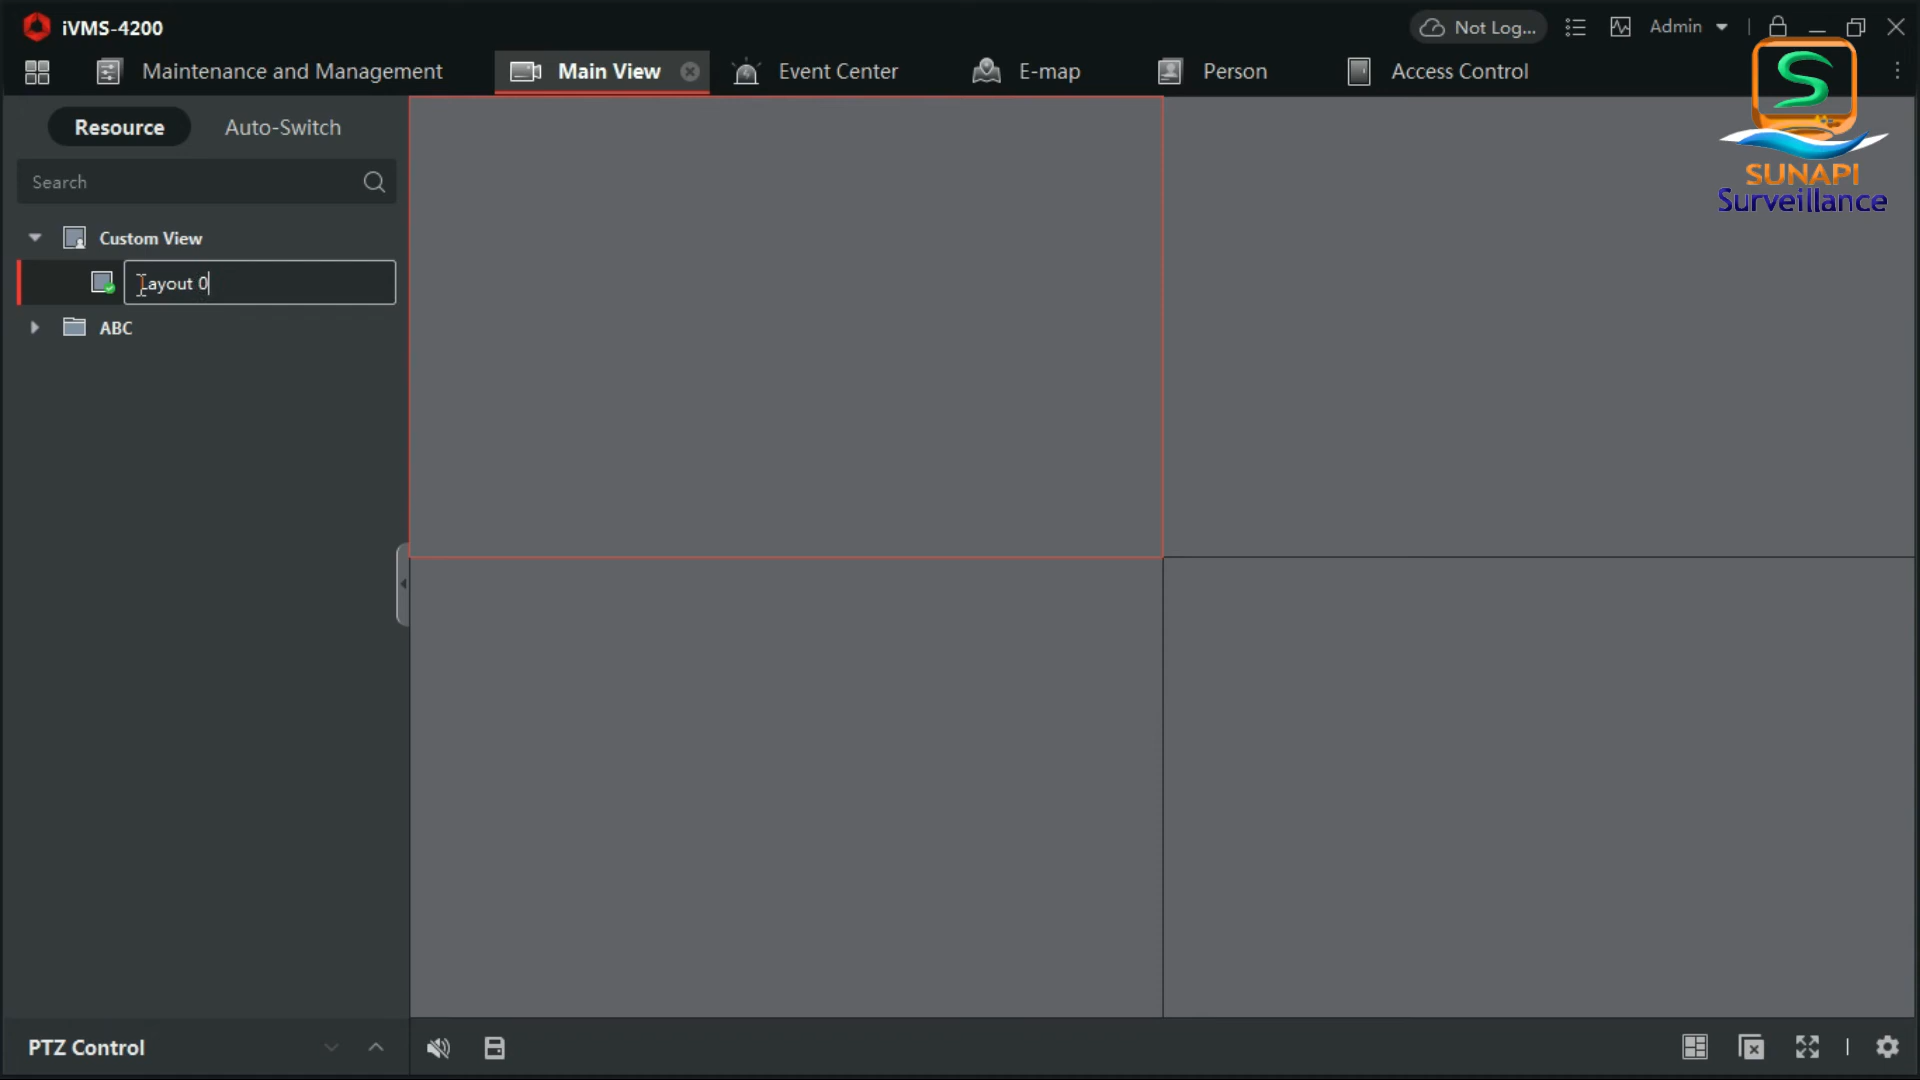 iVMS-4200
Not Log...
Admin
Maintenance and Management
Main View
Event Center
E-map
Person
Access Control
Resource
Auto-Switch
Search
Custom View
Layout 0
ABC
SUNAPI
Surveillance
PTZ Control